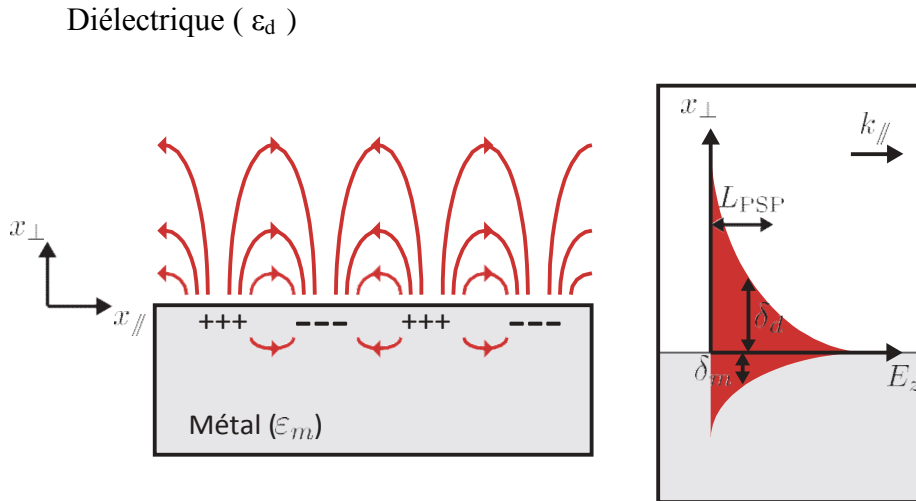 Diélectrique ( εd )
x⊥
x//
+++
---
+++
---
Métal (εm)
x⊥
k//
LPSP
δd
δm
Ez